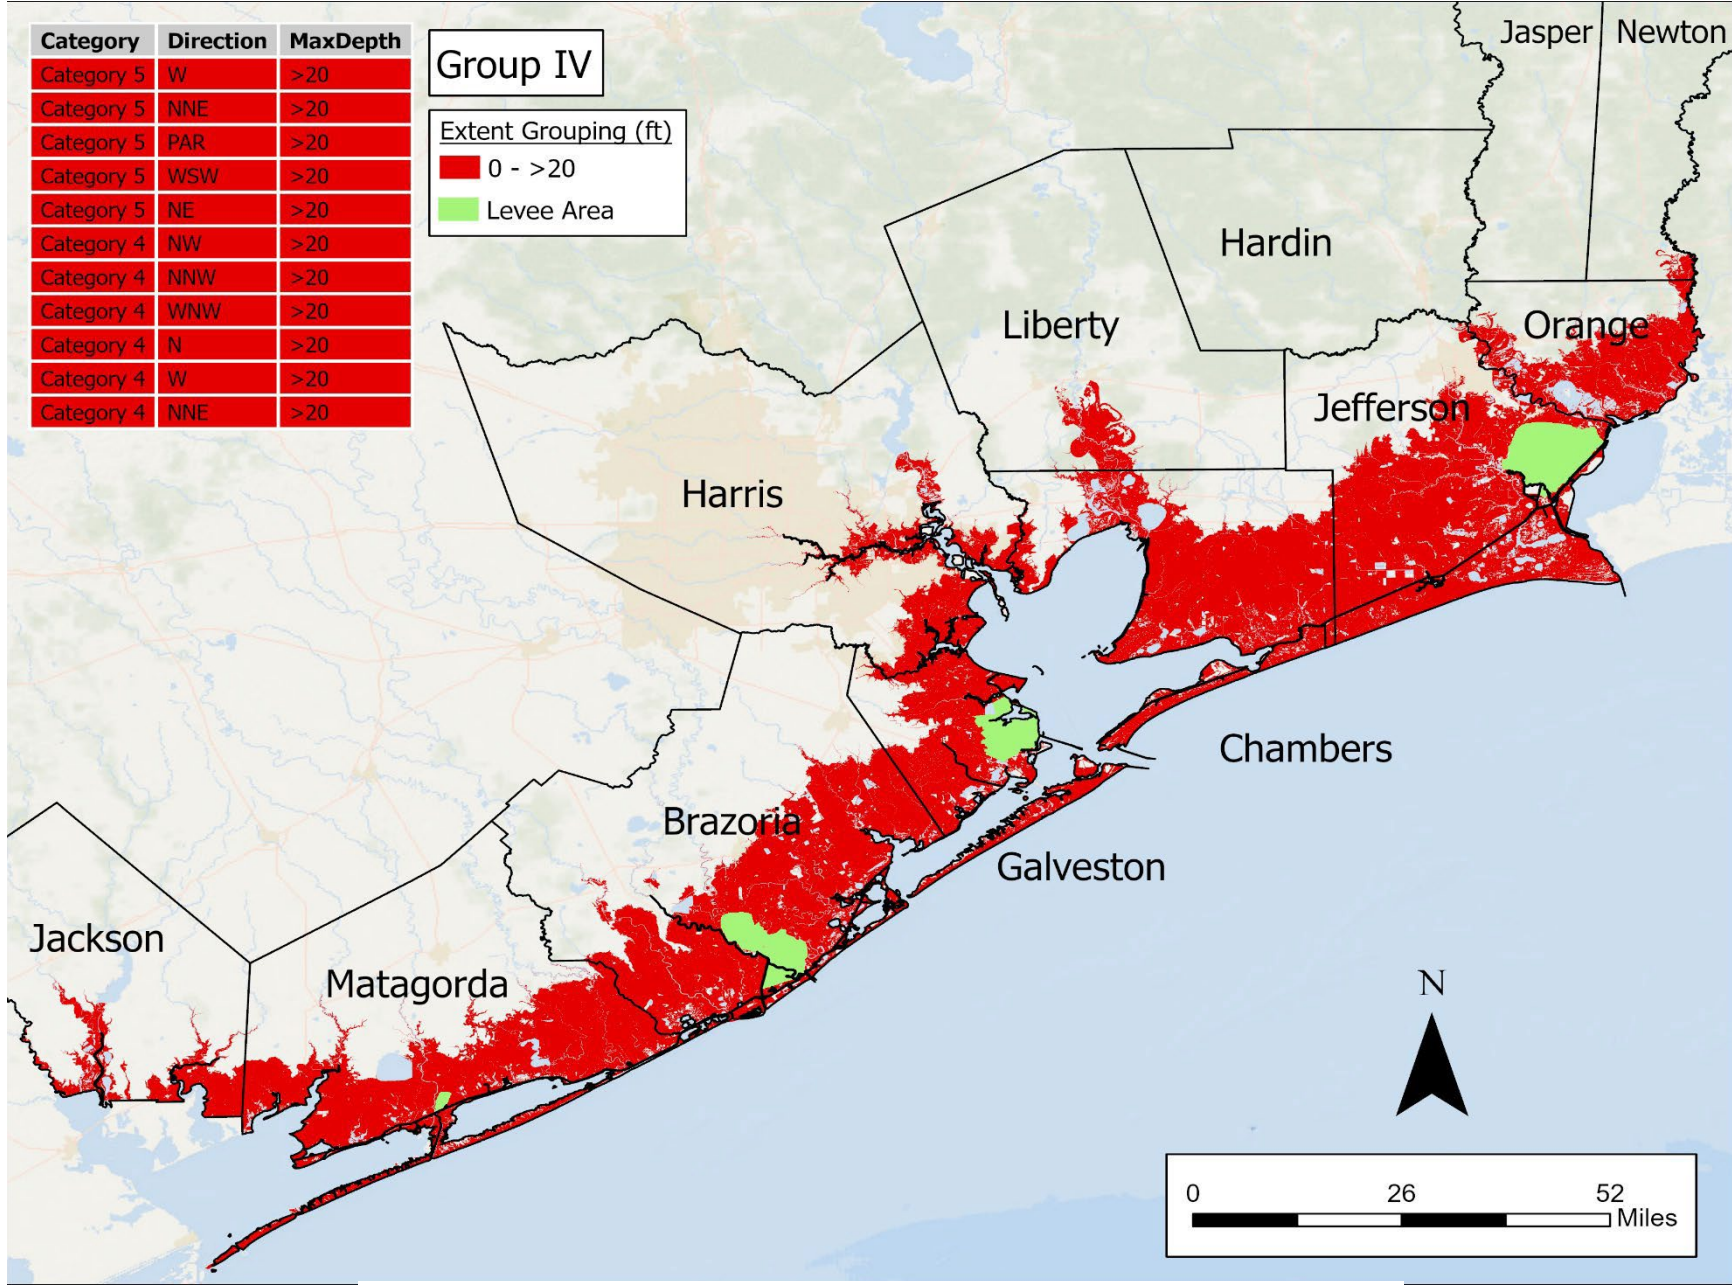 Category Direction MaxDepth
Category 5 W >20
Category 5 NNE >20
Category 5 PAR >20
Category 5 WSW >20
Category 5 NE >20
Category 4 NW >20
Category 4 NNW >20
Category 4 WNW >20
Category 4 N >20
Category 4 W >20
Category 4 NNE >20
Group IV
Extent Grouping (ft)
0 - >20
Levee Area
Jasper
Newton
Hardin
Liberty
Orange
Jefferson
Harris
Chambers
Brazoria
Galveston
Jackson
Matagorda
N
0 26 52
Miles